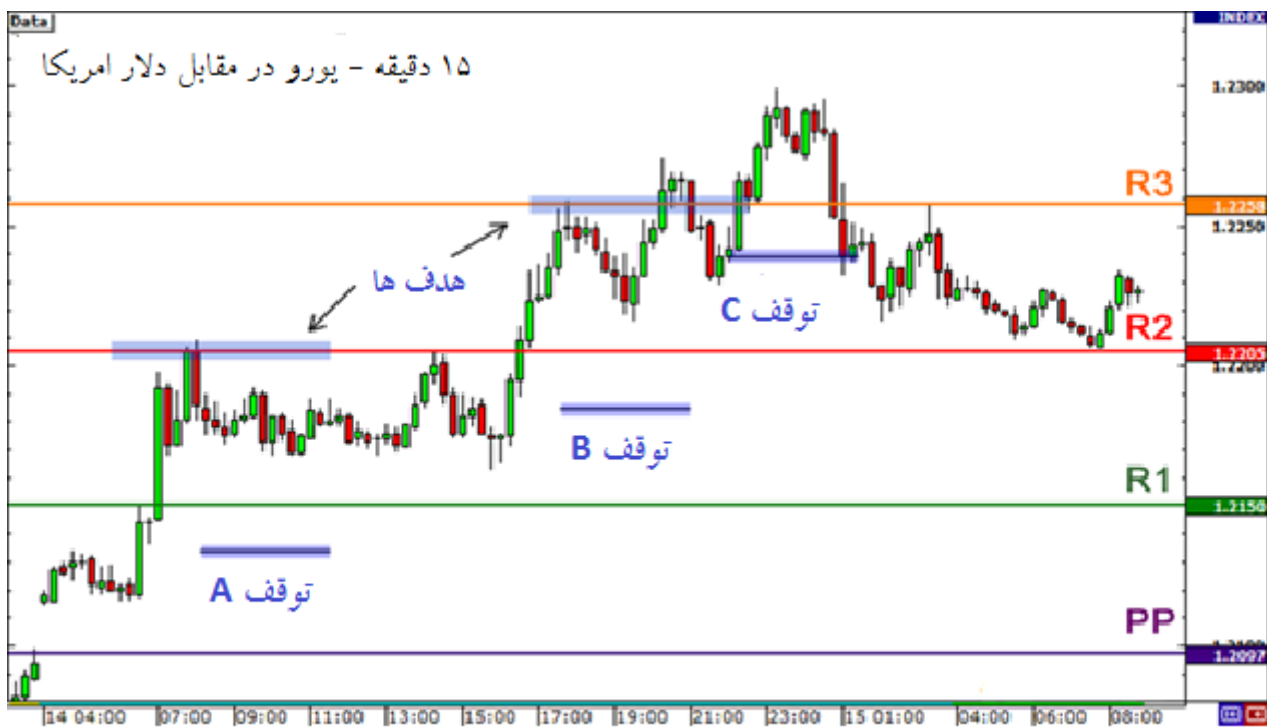 Data
INDEX
۱۵ دقیقه - یورو در مقابل دلار امریکا
1.2300
R3
1.2258
1.2250
هدف ها
توقف C
R2
1.2205
1.2200
توقف B
R1
1.2150
توقف A
PP
1.2100
1.2097
14 04:00 07:00 09:00 11:00 13:00 15:00 17:00 19:00 21:00 23:00 15 01:00 04:00 06:00 08:00